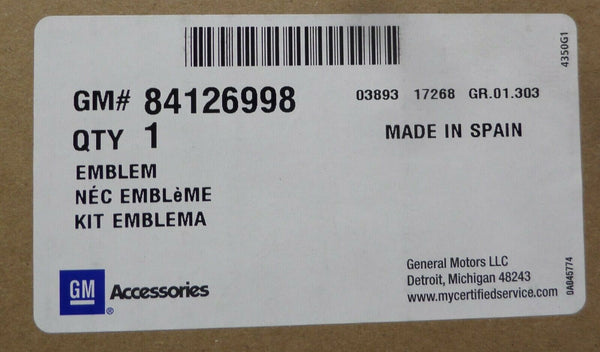 4350G1
GM# 84126998 03893 17268 GR.01.303
QTY 1 MADE IN SPAIN
EMBLEM
NÉC EMBLèME
KIT EMBLEMA
GM Accessories
®
General Motors LLC
Detroit, Michigan 48243
www.mycertifiedservice.com
0A045774